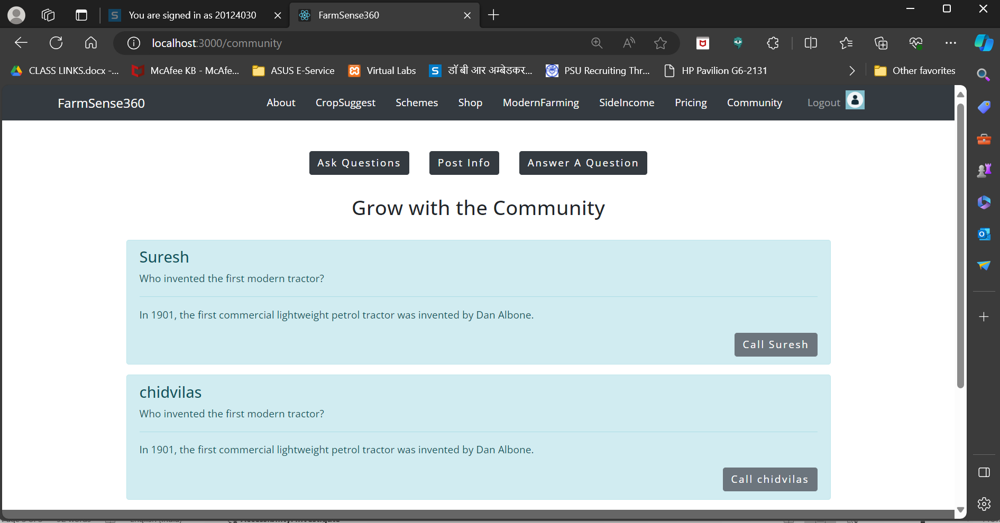 You are signed in as 20124030
FarmSense360
localhost:3000/community
CLASS LINKS.docx -...
McAfee KB - McAfe...
ASUS E-Service
Virtual Labs
डॉ बी आर अम्बेडकर...
PSU Recruiting Thr...
HP Pavilion G6-2131
Other favorites
FarmSense360
About
CropSuggest
Schemes
Shop
ModernFarming
SideIncome
Pricing
Community
Logout
Ask Questions
Post Info
Answer A Question
Grow with the Community
Suresh
Who invented the first modern tractor?
In 1901, the first commercial lightweight petrol tractor was invented by Dan Albone.
Call Suresh
chidvilas
Who invented the first modern tractor?
In 1901, the first commercial lightweight petrol tractor was invented by Dan Albone.
Call chidvilas